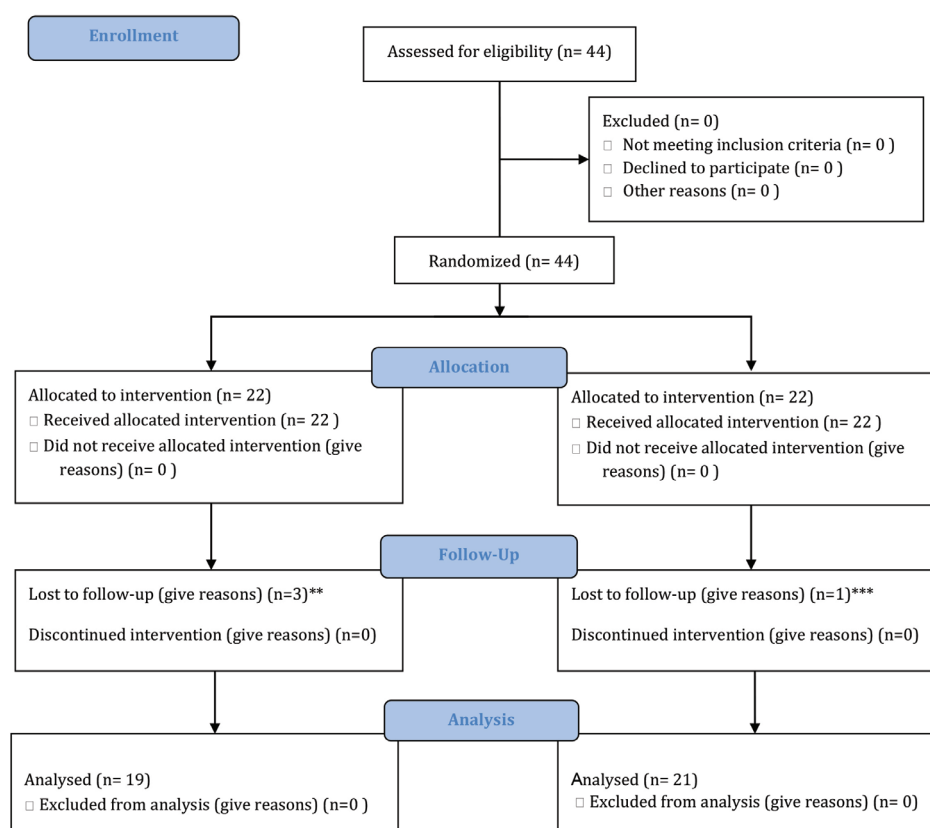 Enrollment
Assessed for eligibility (n= 44)
Excluded (n= 0)
□ Not meeting inclusion criteria (n= 0 )
□ Declined to participate (n= 0 )
□ Other reasons (n= 0 )
Randomized (n= 44)
Allocation
Allocated to intervention (n= 22)
□ Received allocated intervention (n= 22 )
□ Did not receive allocated intervention (give
reasons) (n= 0 )
Allocated to intervention (n= 22)
□ Received allocated intervention (n= 22 )
□ Did not receive allocated intervention (give
reasons) (n= 0 )
Follow-Up
Lost to follow-up (give reasons) (n=3)**
Discontinued intervention (give reasons) (n=0)
Lost to follow-up (give reasons) (n=1)***
Discontinued intervention (give reasons) (n=0)
Analysis
Analysed (n= 19)
□ Excluded from analysis (give reasons) (n=0 )
Analysed (n= 21)
□ Excluded from analysis (give reasons) (n= 0)